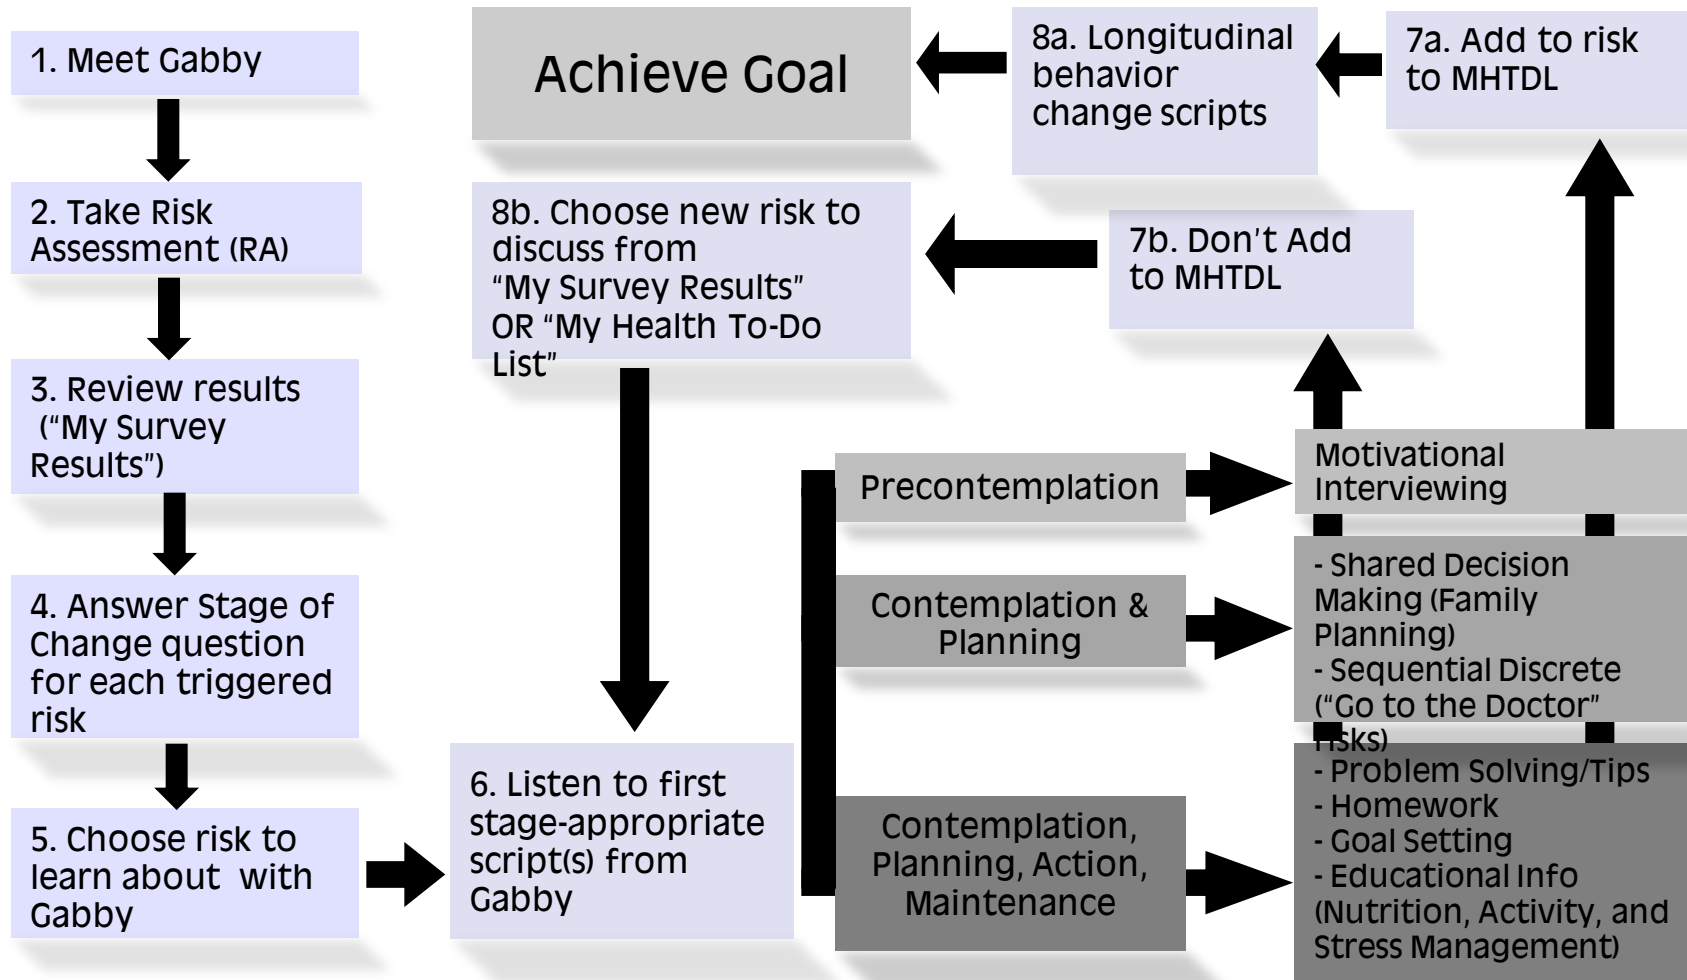 1. Meet Gabby
2. Take Risk
Assessment (RA)
3. Review results
(“My Survey
Results”)
4. Answer Stage of
Change question
for each triggered
risk
5. Choose risk to
learn about with
Gabby
6. Listen to first
stage-appropriate
script(s) from
Gabby
Precontemplation
Contemplation &
Planning
Contemplation,
Planning, Action,
Maintenance
Motivational
Interviewing
- Shared Decision
Making (Family
Planning)
- Sequential Discrete
(“Go to the Doctor”
risks)
- Problem Solving/Tips
- Homework
- Goal Setting
- Educational Info
(Nutrition, Activity, and
Stress Management)
7a. Add to risk
to MHTDL
7b. Don’t Add
to MHTDL
8a. Longitudinal
behavior
change scripts
8b. Choose new risk to
discuss from
“My Survey Results”
OR “My Health To-Do
List”
Achieve Goal